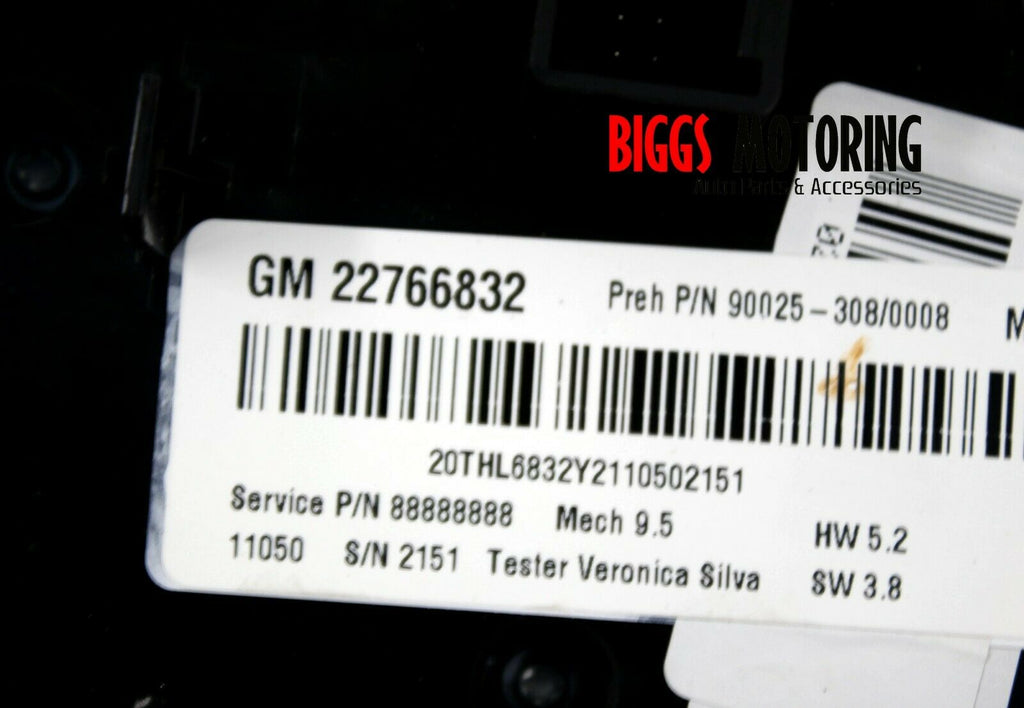 BIGGS MOTORING
Auto Parts & Accessories
GM 22766832 Preh P/N 90025-308/0008 M
20THL6832Y2110502151
Service P/N 88888888 Mech 9.5 HW 5.2
11050 S/N 2151 Tester Veronica Silva SW 3.8